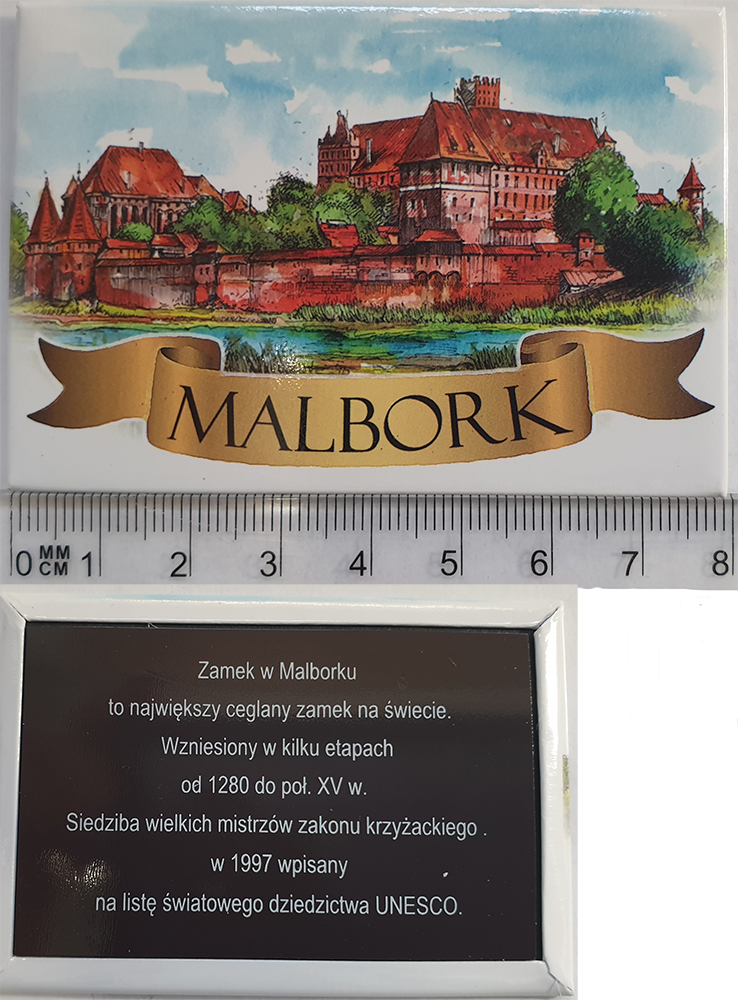 MALBORK
0 MM CM 1 2 3 4 5 6 7 8
Zamek w Malborku
to największy ceglany zamek na świecie.
Wzniesiony w kilku etapach
od 1280 do poł. XV w.
Siedziba wielkich mistrzów zakonu krzyżackiego .
w 1997 wpisany
na listę światowego dziedzictwa UNESCO.